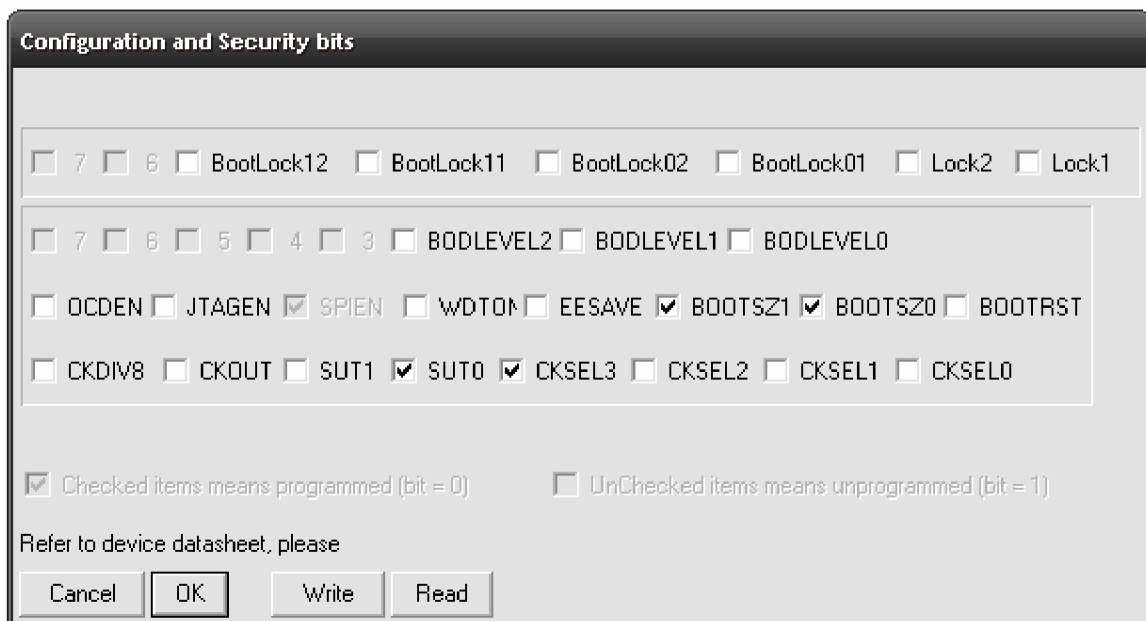 Configuration and Security bits
7 6 BootLock12 BootLock11 BootLock02 BootLock01 Lock2 Lock1
7 6 5 4 3 BODLEVEL2 BODLEVEL1 BODLEVEL0
OCDEN JTAGEN SPIEN WDTON EESAVE BOOTSZ1 BOOTSZ0 BOOTRST
CKDIV8 CKOUT SUT1 SUT0 CKSEL3 CKSEL2 CKSEL1 CKSEL0
Checked items means programmed (bit = 0) UnChecked items means unprogrammed (bit = 1)
Refer to device datasheet, please
Cancel OK Write Read